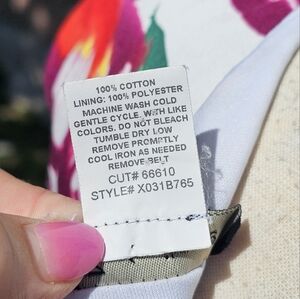 100% COTTON
LINING: 100% POLYESTER
MACHINE WASH COLD
GENTLE CYCLE, WITH LIKE
COLORS. DO NOT BLEACH
TUMBLE DRY LOW
REMOVE PROMPTLY
COOL IRON AS NEEDED
REMOVE BELT
CUT# 66610
STYLE# X031B765